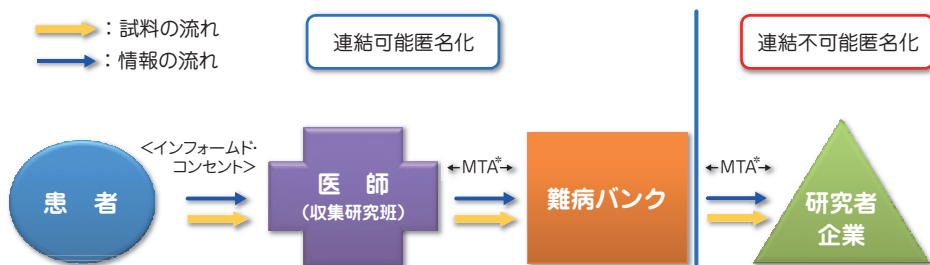 ：試料の流れ
：情報の流れ
連結可能匿名化
連結不可能匿名化
患 者
<インフォームド・
コンセント>
医 師
（収集研究班）
←MTA*→
難病バンク
←MTA*→
研究者
企業